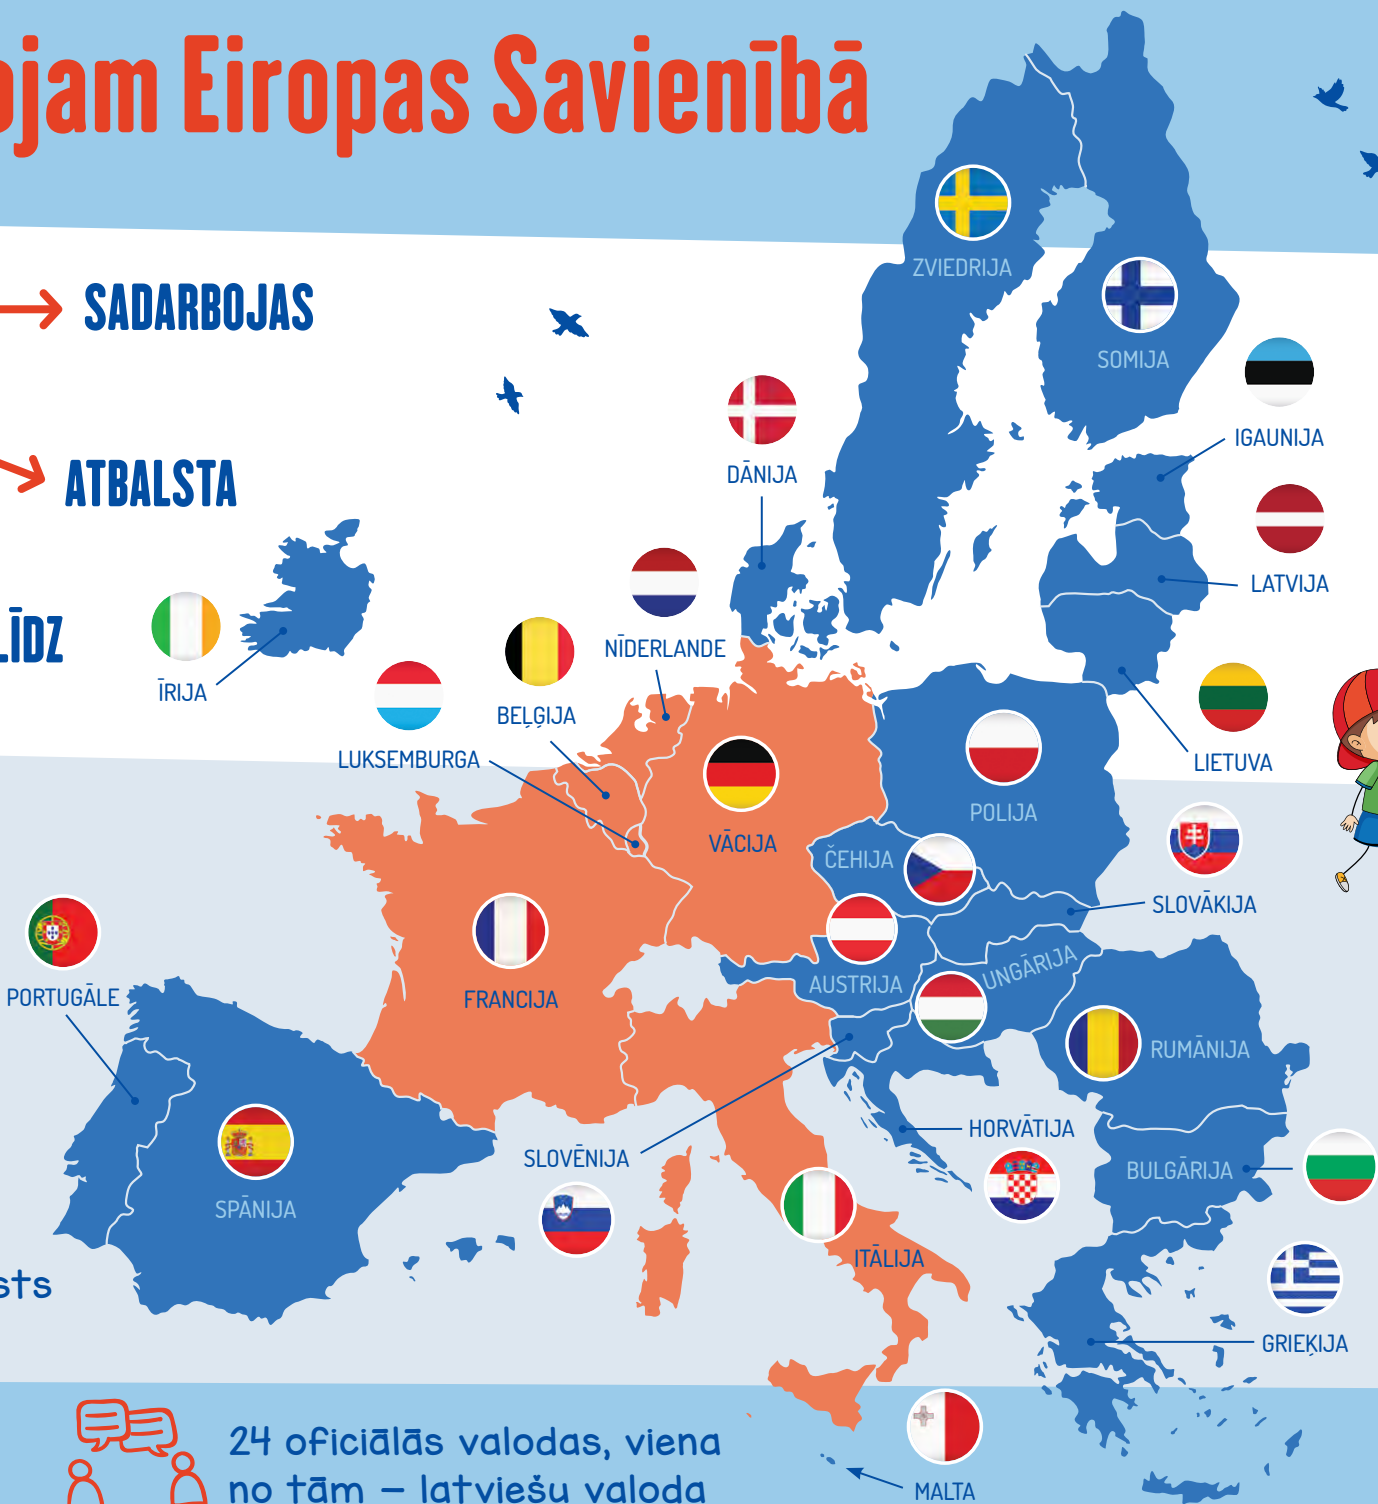 ojam Eiropas Savienībā
SADARBOJAS
ATBALSTA
LĪDZ
ZVIEDRIJA
SOMIJA
IGAUNIJA
DĀNIJA
LATVIJA
NĪDERLANDE
ĪRIJA
BEĻĢIJA
LUKSEMBURGA
LIETUVA
POLIJA
VĀCIJA
ČEHIJA
SLOVĀKIJA
PORTUGĀLE
FRANCIJA
AUSTRIJA
UNGĀRIJA
RUMĀNIJA
HORVĀTIJA
SLOVĒNIJA
BULGĀRIJA
SPĀNIJA
ITĀLIJA
sts
GRIEĶIJA
24 oficiālās valodas, viena
no tām – latviešu valoda
MALTA